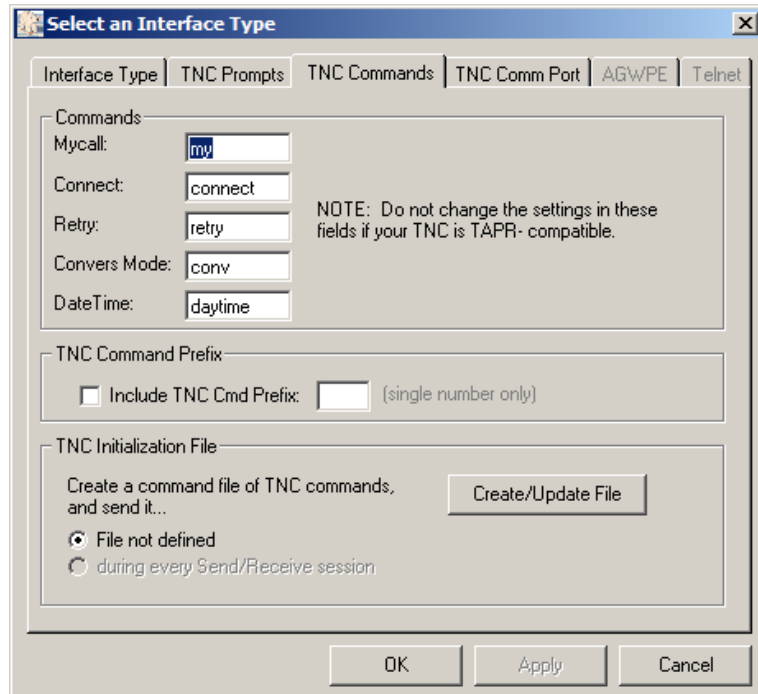 Select an Interface Type
Interface Type TNC Prompts TNC Commands TNC Comm Port AGWPE Telnet
Commands
Mycall: my
Connect: connect
Retry: retry
Convers Mode: conv
DateTime: daytime
NOTE: Do not change the settings in these
fields if your TNC is TAPR- compatible.
TNC Command Prefix
Include TNC Cmd Prefix: (single number only)
TNC Initialization File
Create a command file of TNC commands,
and send it...
Create/Update File
File not defined
during every Send/Receive session
OK Apply Cancel